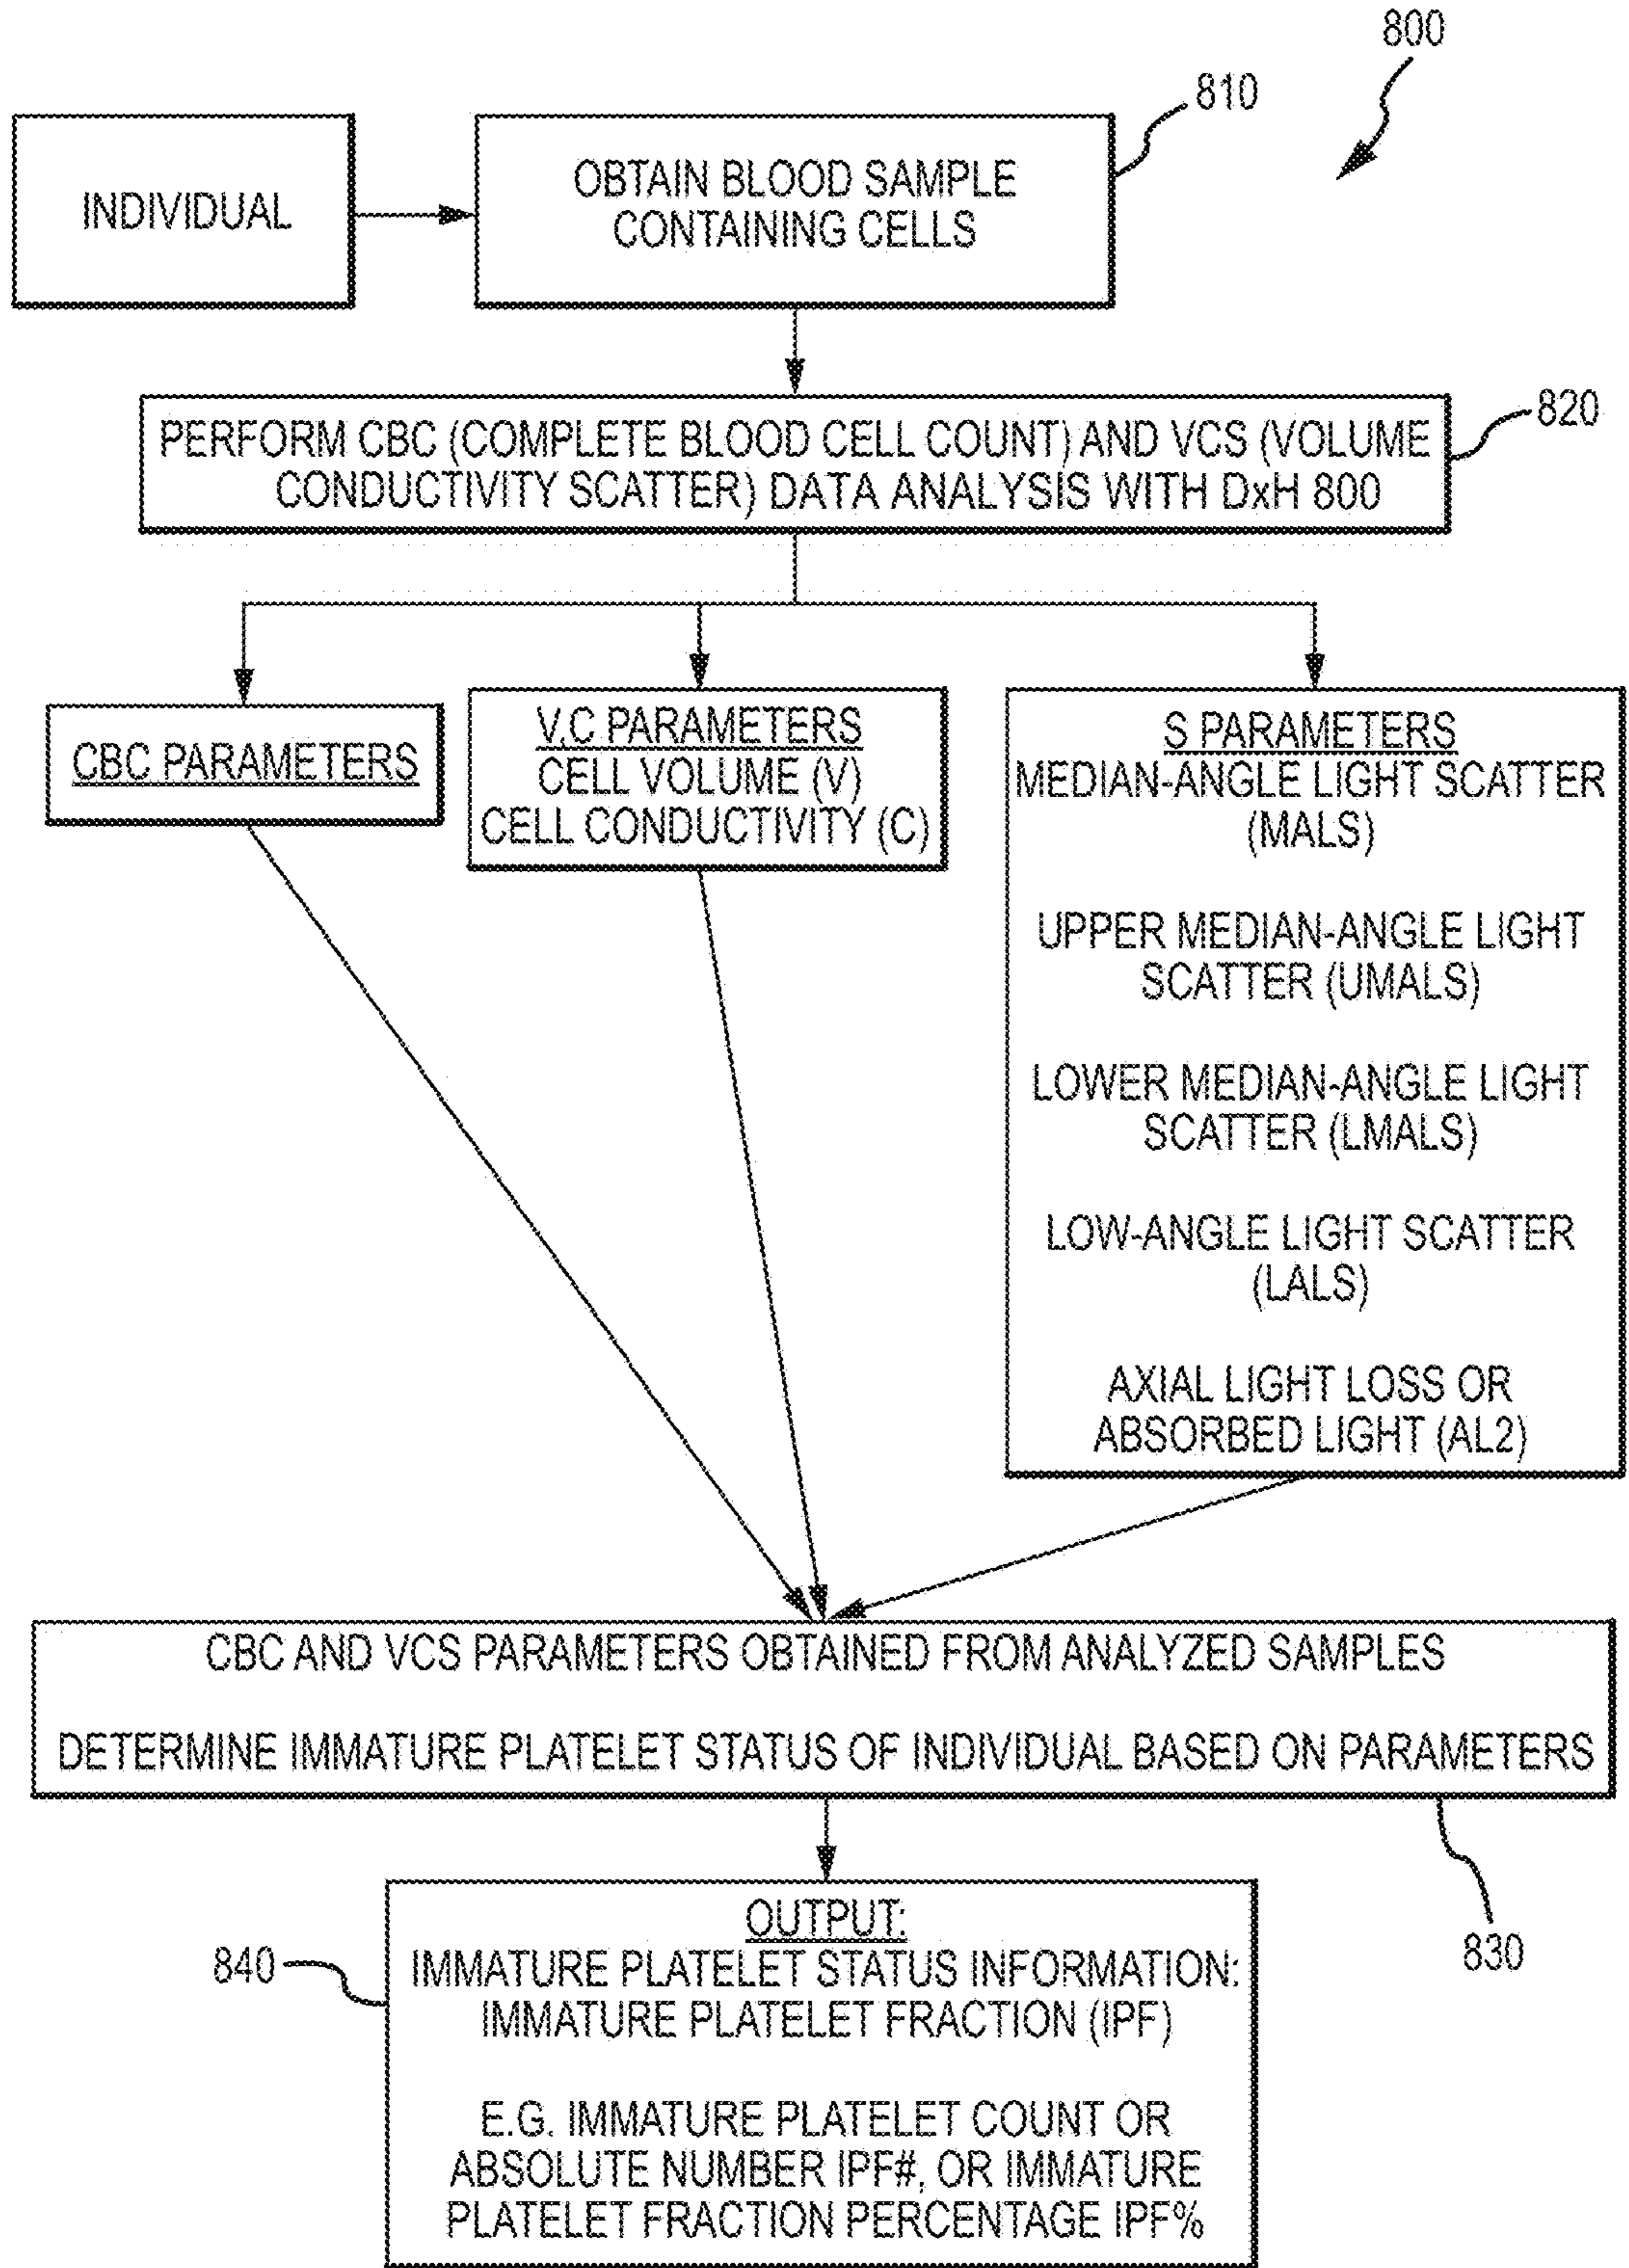 800
810
INDIVIDUAL
OBTAIN BLOOD SAMPLE
CONTAINING CELLS
820
PERFORM CBC (COMPLETE BLOOD CELL COUNT) AND VCS (VOLUME
CONDUCTIVITY SCATTER) DATA ANALYSIS WITH DxH 800
CBC PARAMETERS
V,C PARAMETERS
CELL VOLUME (V)
CELL CONDUCTIVITY (C)
S PARAMETERS
MEDIAN-ANGLE LIGHT SCATTER
(MALS)
UPPER MEDIAN-ANGLE LIGHT
SCATTER (UMALS)
LOWER MEDIAN-ANGLE LIGHT
SCATTER (LMALS)
LOW-ANGLE LIGHT SCATTER
(LALS)
AXIAL LIGHT LOSS OR
ABSORBED LIGHT (AL2)
CBC AND VCS PARAMETERS OBTAINED FROM ANALYZED SAMPLES
DETERMINE IMMATURE PLATELET STATUS OF INDIVIDUAL BASED ON PARAMETERS
830
840
OUTPUT:
IMMATURE PLATELET STATUS INFORMATION:
IMMATURE PLATELET FRACTION (IPF)
E.G. IMMATURE PLATELET COUNT OR
ABSOLUTE NUMBER IPF#, OR IMMATURE
PLATELET FRACTION PERCENTAGE IPF%